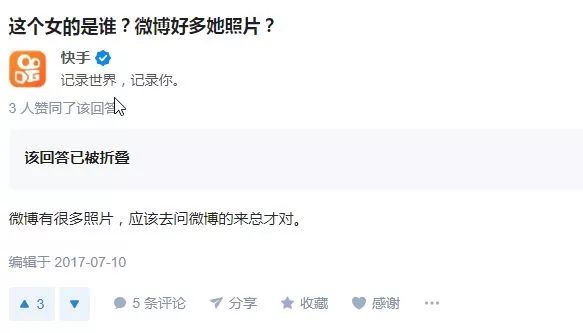 这个女的是谁？微博好多她照片？
快手
记录世界，记录你。
3 人赞同了该回答
该回答已被折叠
微博有很多照片，应该去问微博的来总才对。
编辑于 2017-07-10
3
5 条评论
分享
收藏
感谢